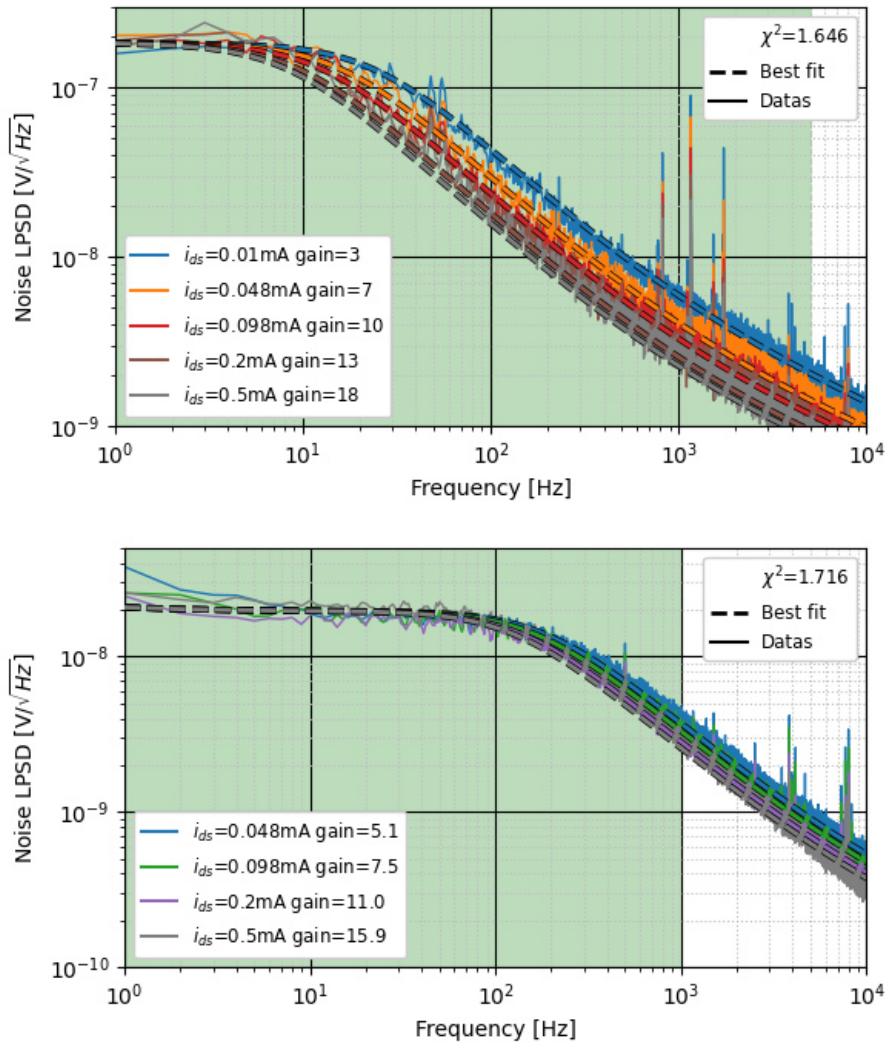 Noise LPSD [V/√Hz]
10⁻⁷
10⁻⁸
10⁻⁹
χ²=1.646
Best fit
Datas
i_ds=0.01mA gain=3
i_ds=0.048mA gain=7
i_ds=0.098mA gain=10
i_ds=0.2mA gain=13
i_ds=0.5mA gain=18
10⁰ 10¹ 10² 10³ 10⁴
Frequency [Hz]
Noise LPSD [V/√Hz]
10⁻⁸
10⁻⁹
10⁻¹⁰
χ²=1.716
Best fit
Datas
i_ds=0.048mA gain=5.1
i_ds=0.098mA gain=7.5
i_ds=0.2mA gain=11.0
i_ds=0.5mA gain=15.9
10⁰ 10¹ 10² 10³ 10⁴
Frequency [Hz]